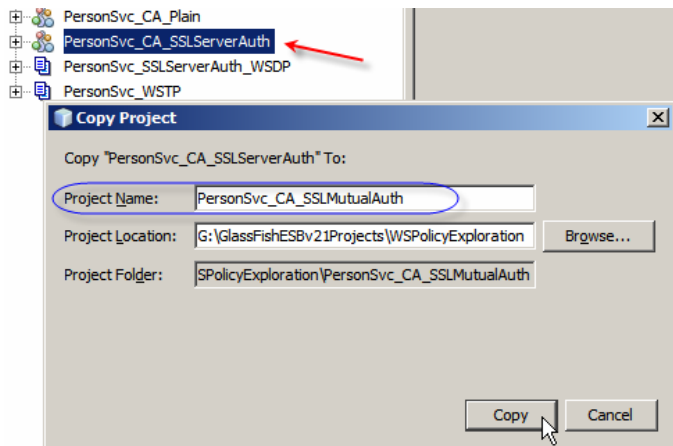 PersonSvc_CA_Plain
PersonSvc_CA_SSLServerAuth
PersonSvc_SSLServerAuth_WSDP
PersonSvc_WSTP
Copy Project
Copy "PersonSvc_CA_SSLServerAuth" To:
Project Name: PersonSvc_CA_SSLMutualAuth
Project Location: G:\GlassFishESBv21Projects\WSPolicyExploration Browse...
Project Folder: SPolicyExploration\PersonSvc_CA_SSLMutualAuth
Copy Cancel